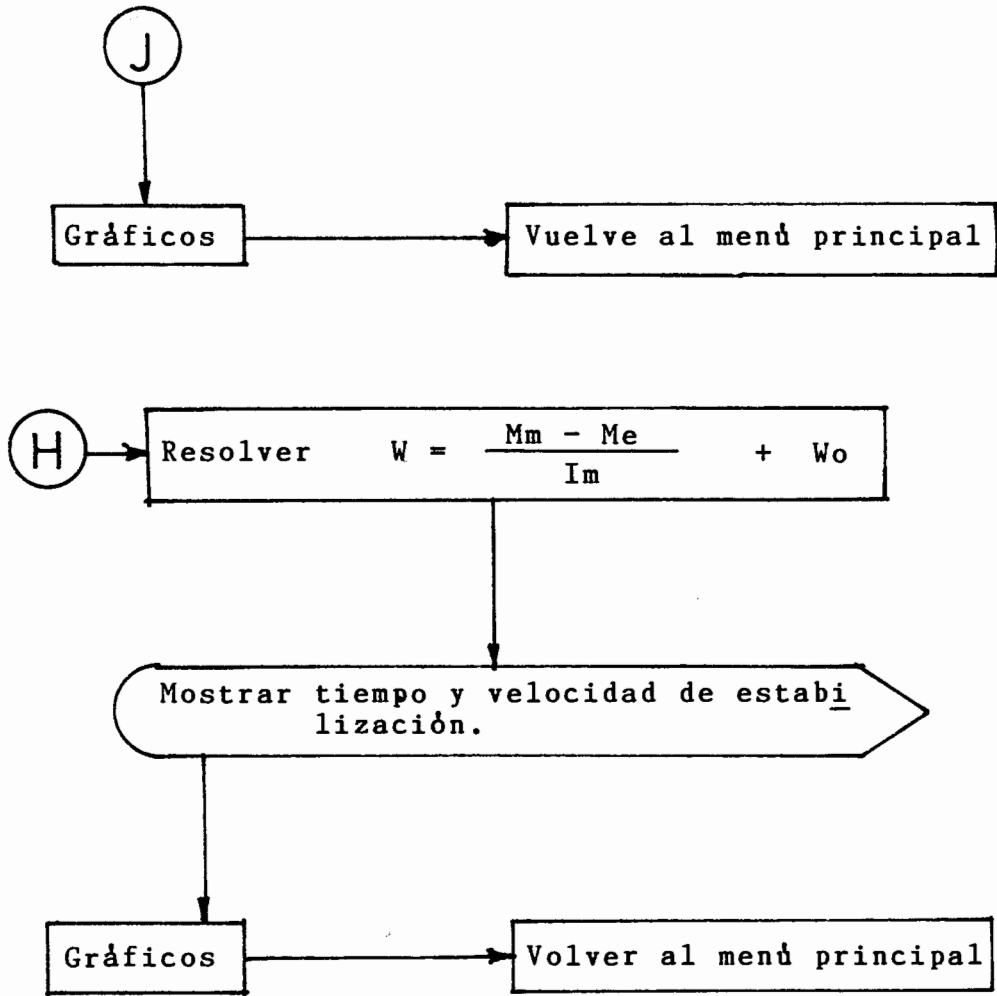 J
Gráficos
Vuelve al menú principal
H
Resolver W = Mm - Me / Im + Wo
Mostrar tiempo y velocidad de estabi
lización.
Gráficos
Volver al menú principal